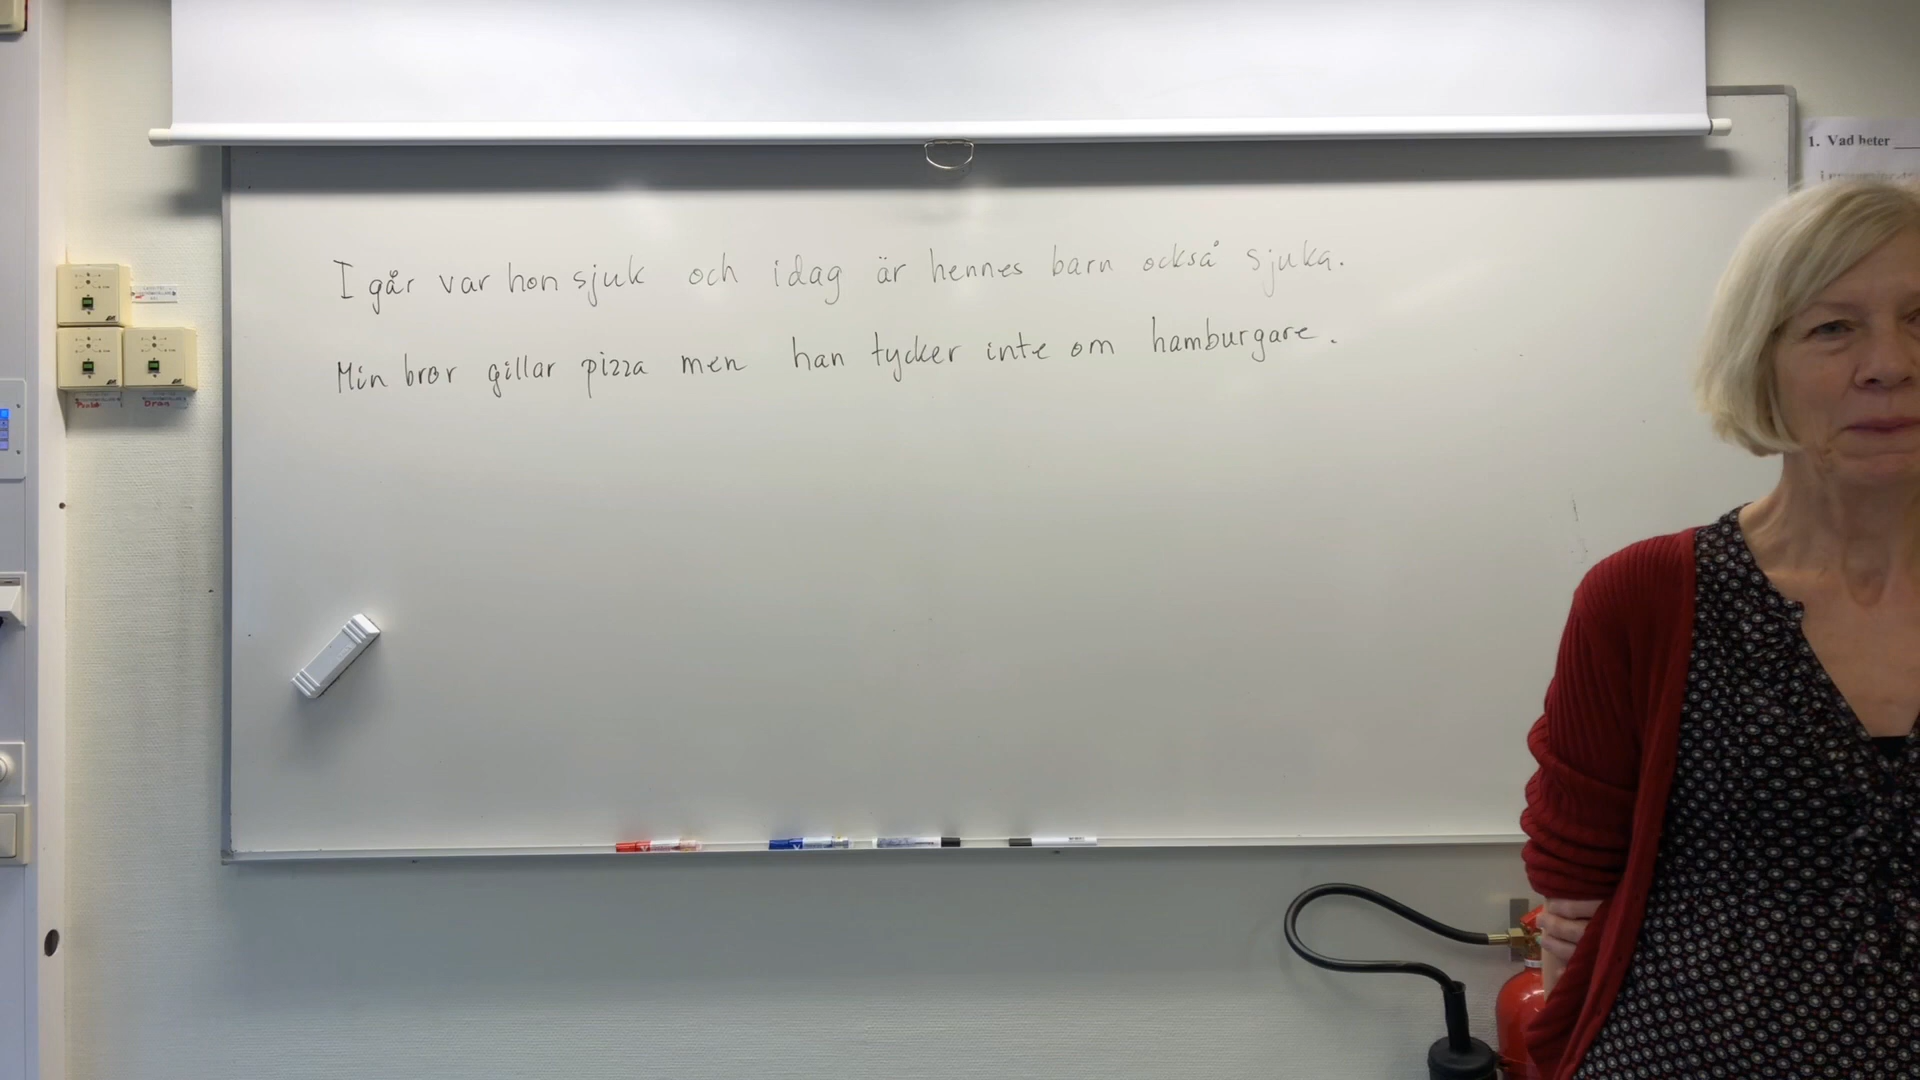 I går var hon sjuk och idag är hennes barn också sjuka.
Min bror gillar pizza men han tycker inte om hamburgare.
1. Vad heter